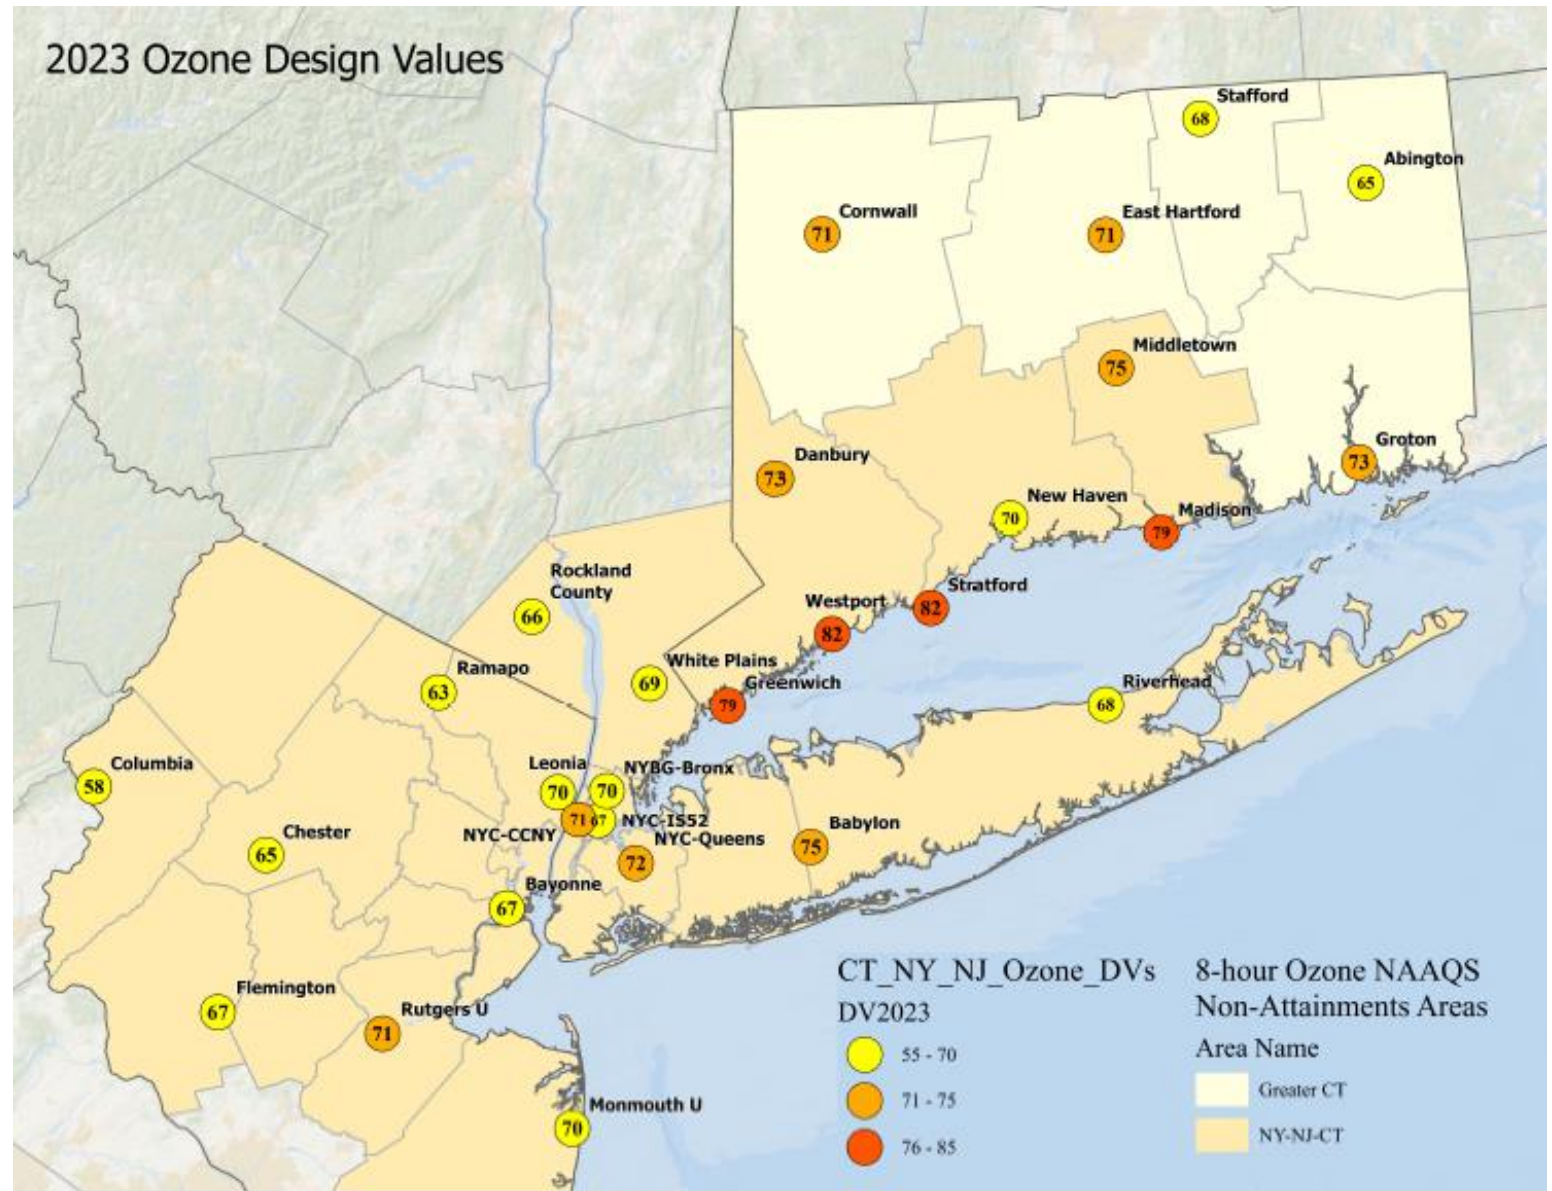 2023 Ozone Design Values
Stafford
68
Abington
65
Cornwall
71
East Hartford
71
Middletown
75
Groton
73
Danbury
73
New Haven
70
Madison
79
Stratford
82
Westport
82
Rockland
County
66
White Plains
69
Greenwich
79
Ramapo
63
Riverhead
68
Columbia
58
Leonia
70
NYBG-Bronx
70
NYC-CCNY
71
67
NYC-IS52
NYC-Queens
72
Babylon
75
Chester
65
Bayonne
67
Flemington
67
Rutgers U
71
Monmouth U
70
CT_NY_NJ_Ozone_DVs
DV2023
55 - 70
71 - 75
76 - 85
8-hour Ozone NAAQS
Non-Attainments Areas
Area Name
Greater CT
NY-NJ-CT